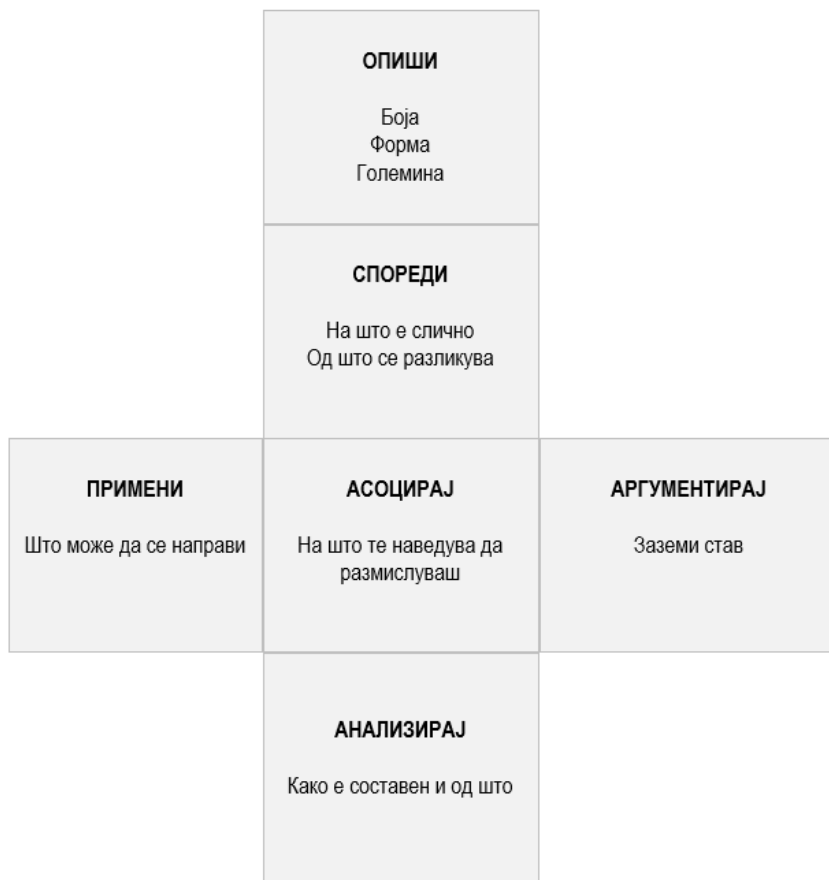 ОПИШИ
Боја
Форма
Големина
СПОРЕДИ
На што е слично
Од што се разликува
ПРИМЕНИ
Што може да се направи
АСОЦИРАЈ
На што те наведува да
размислуваш
АРГУМЕНТИРАЈ
Заземи став
АНАЛИЗИРАЈ
Како е составен и од што